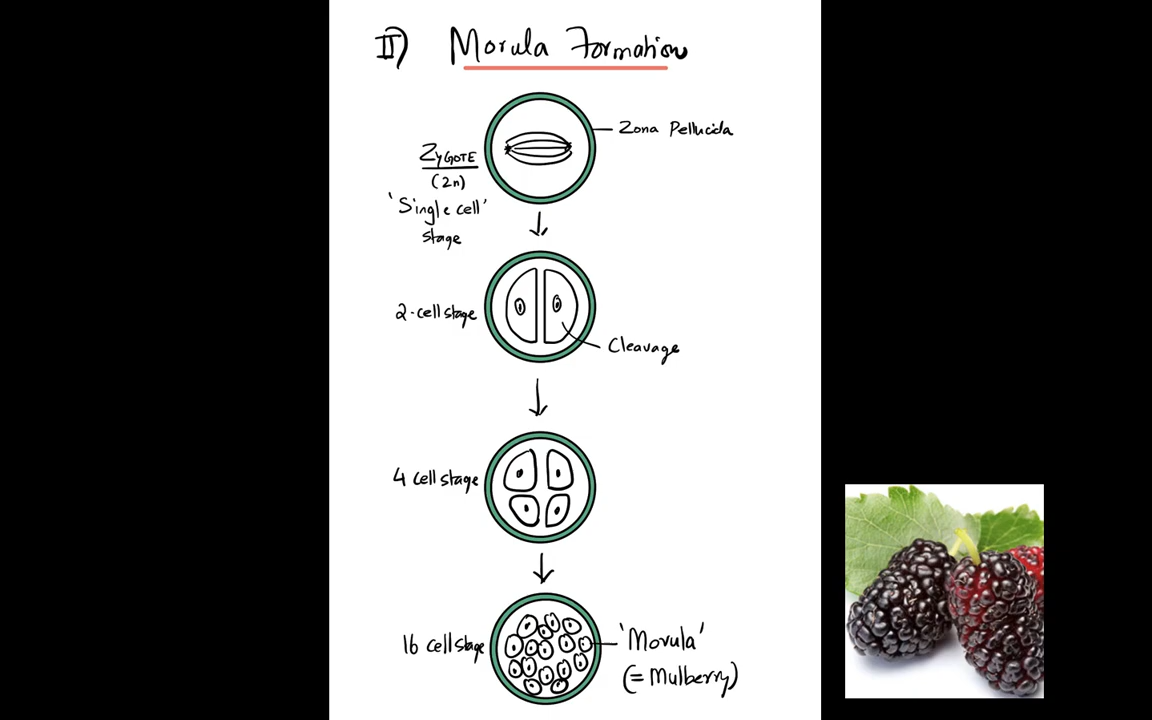 II) Morula Formation
Zona Pellucida
ZYGOTE
(2n)
'Single cell'
stage
2-cell stage
Cleavage
4 cell stage
16 cell stage
'Morula'
(= Mulberry)